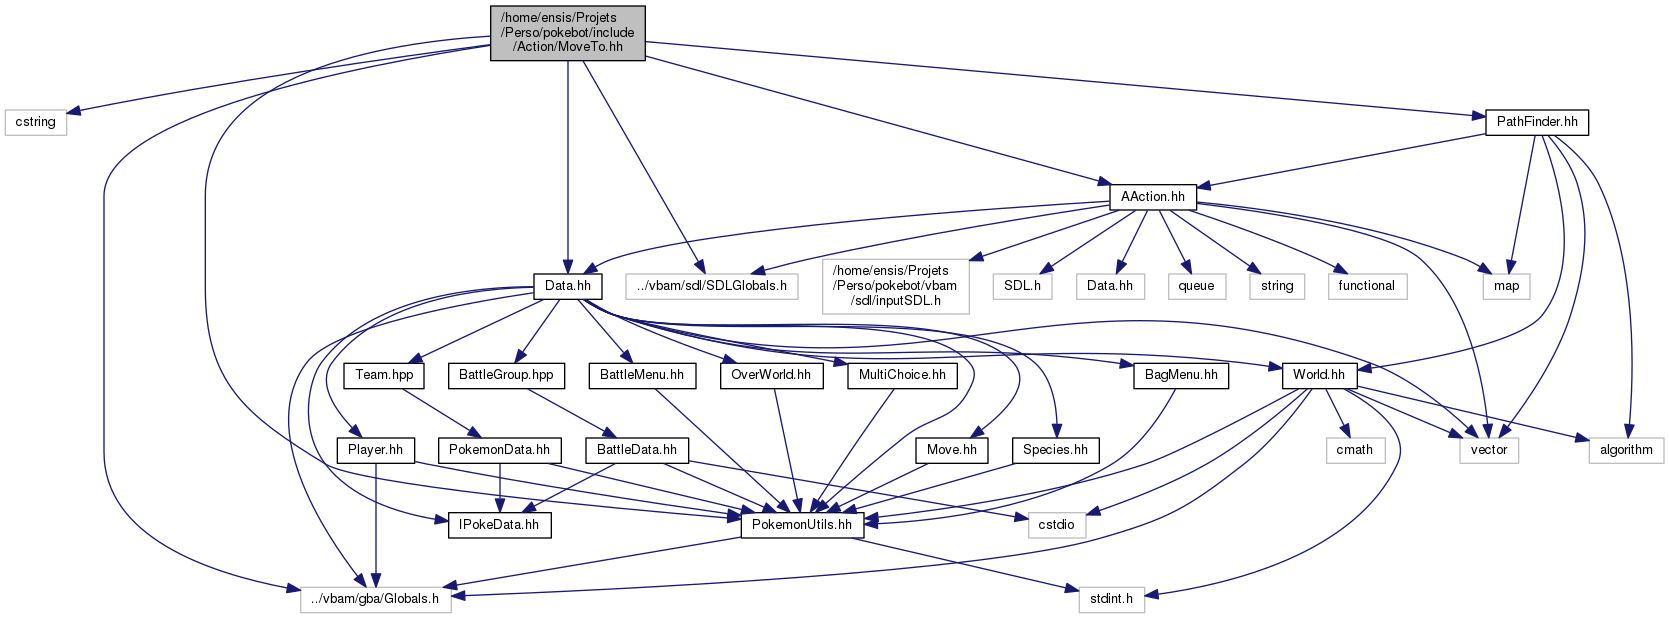 /home/ensis/Projets
/Perso/pokebot/include
/Action/MoveTo.hh
cstring
PathFinder.hh
AAction.hh
Data.hh
../vbam/sdl/SDLGlobals.h
/home/ensis/Projets
/Perso/pokebot/vbam
/sdl/inputSDL.h
SDL.h
Data.hh
queue
string
functional
map
Team.hpp
BattleGroup.hpp
BattleMenu.hh
OverWorld.hh
MultiChoice.hh
BagMenu.hh
World.hh
Player.hh
PokemonData.hh
BattleData.hh
Move.hh
Species.hh
cmath
vector
algorithm
IPokeData.hh
PokemonUtils.hh
cstdio
../vbam/gba/Globals.h
stdint.h